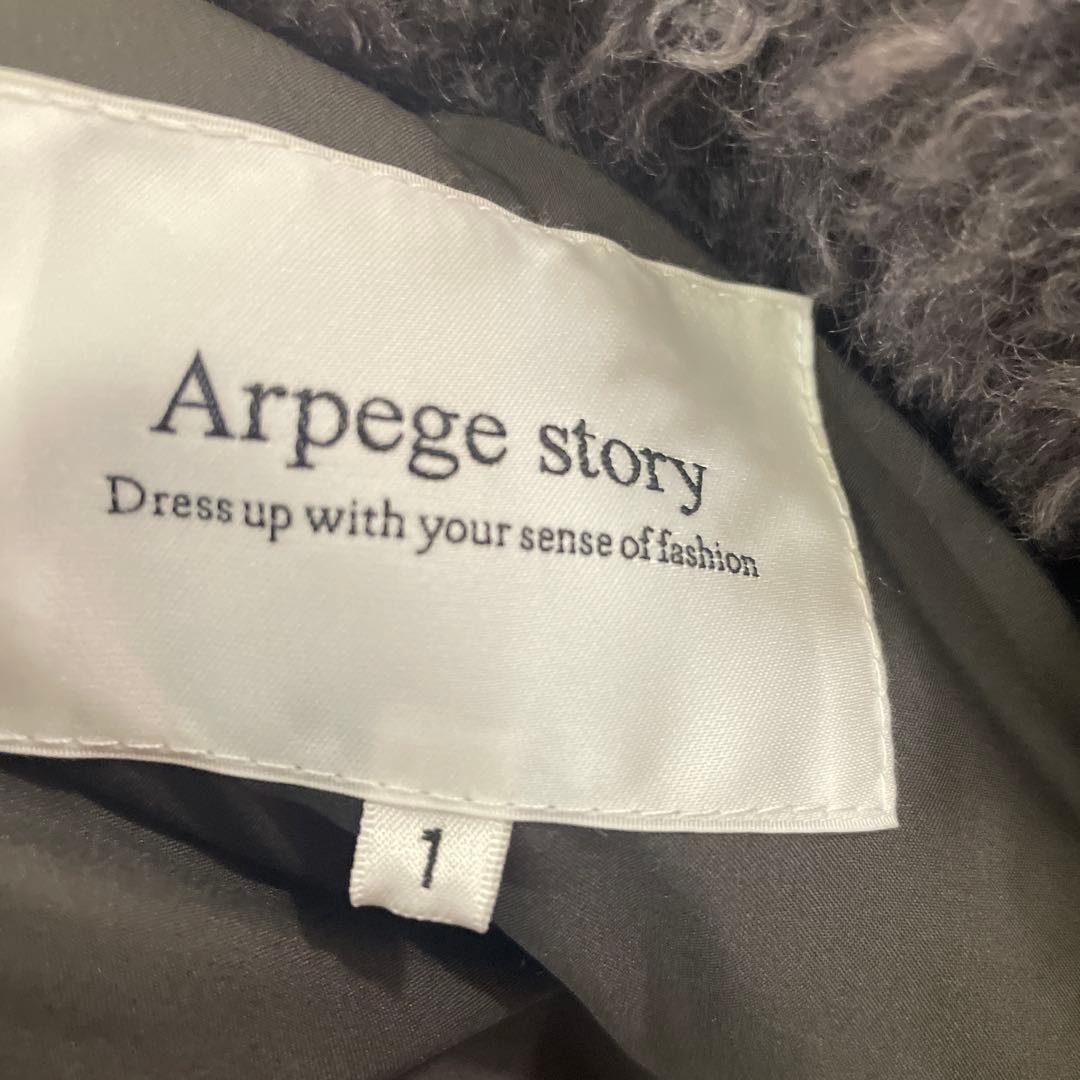 Arpege story
Dress up with your sense of fashion
1